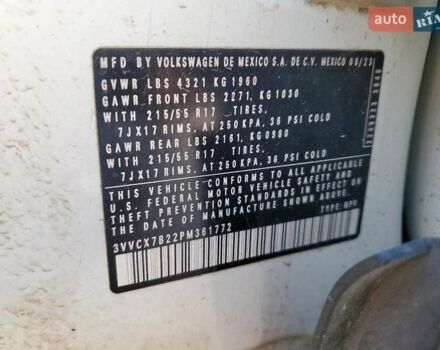 AUTO
RIA
MFD BY VOLKSWAGEN DE MEXICO S.A. DE C.V. MEXICO 06/23
GVWR LBS 4321 KG 1960
GAWR FRONT LBS 2271, KG 1030
WITH 215/55 R17 TIRES,
7JX17 RIMS, AT 250 KPA, 36 PSI COLD
GAWR REAR LBS 2161, KG 0980
WITH 215/55 R17 TIRES,
7JX17 RIMS, AT 250 KPA, 36 PSI COLD
THIS VEHICLE CONFORMS TO ALL APPLICABLE
U.S. FEDERAL MOTOR VEHICLE SAFETY AND
THEFT PREVENTION STANDARDS IN EFFECT ON
THE DATE OF MANUFACTURE SHOWN ABOVE.
3VVCX7B22PM361772
TYPE: MPV